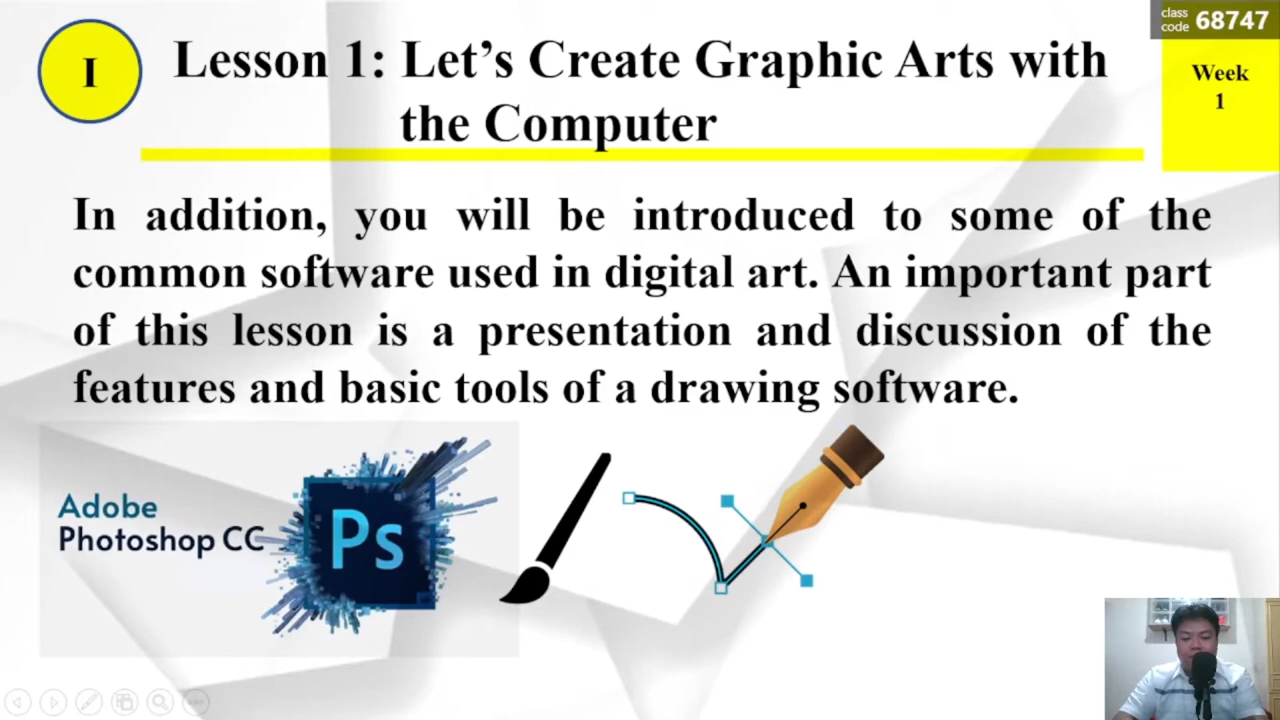 class
code 68747
I
Lesson 1: Let’s Create Graphic Arts with
the Computer
Week
1
In addition, you will be introduced to some of the
common software used in digital art. An important part
of this lesson is a presentation and discussion of the
features and basic tools of a drawing software.
Adobe
Photoshop CC
Ps